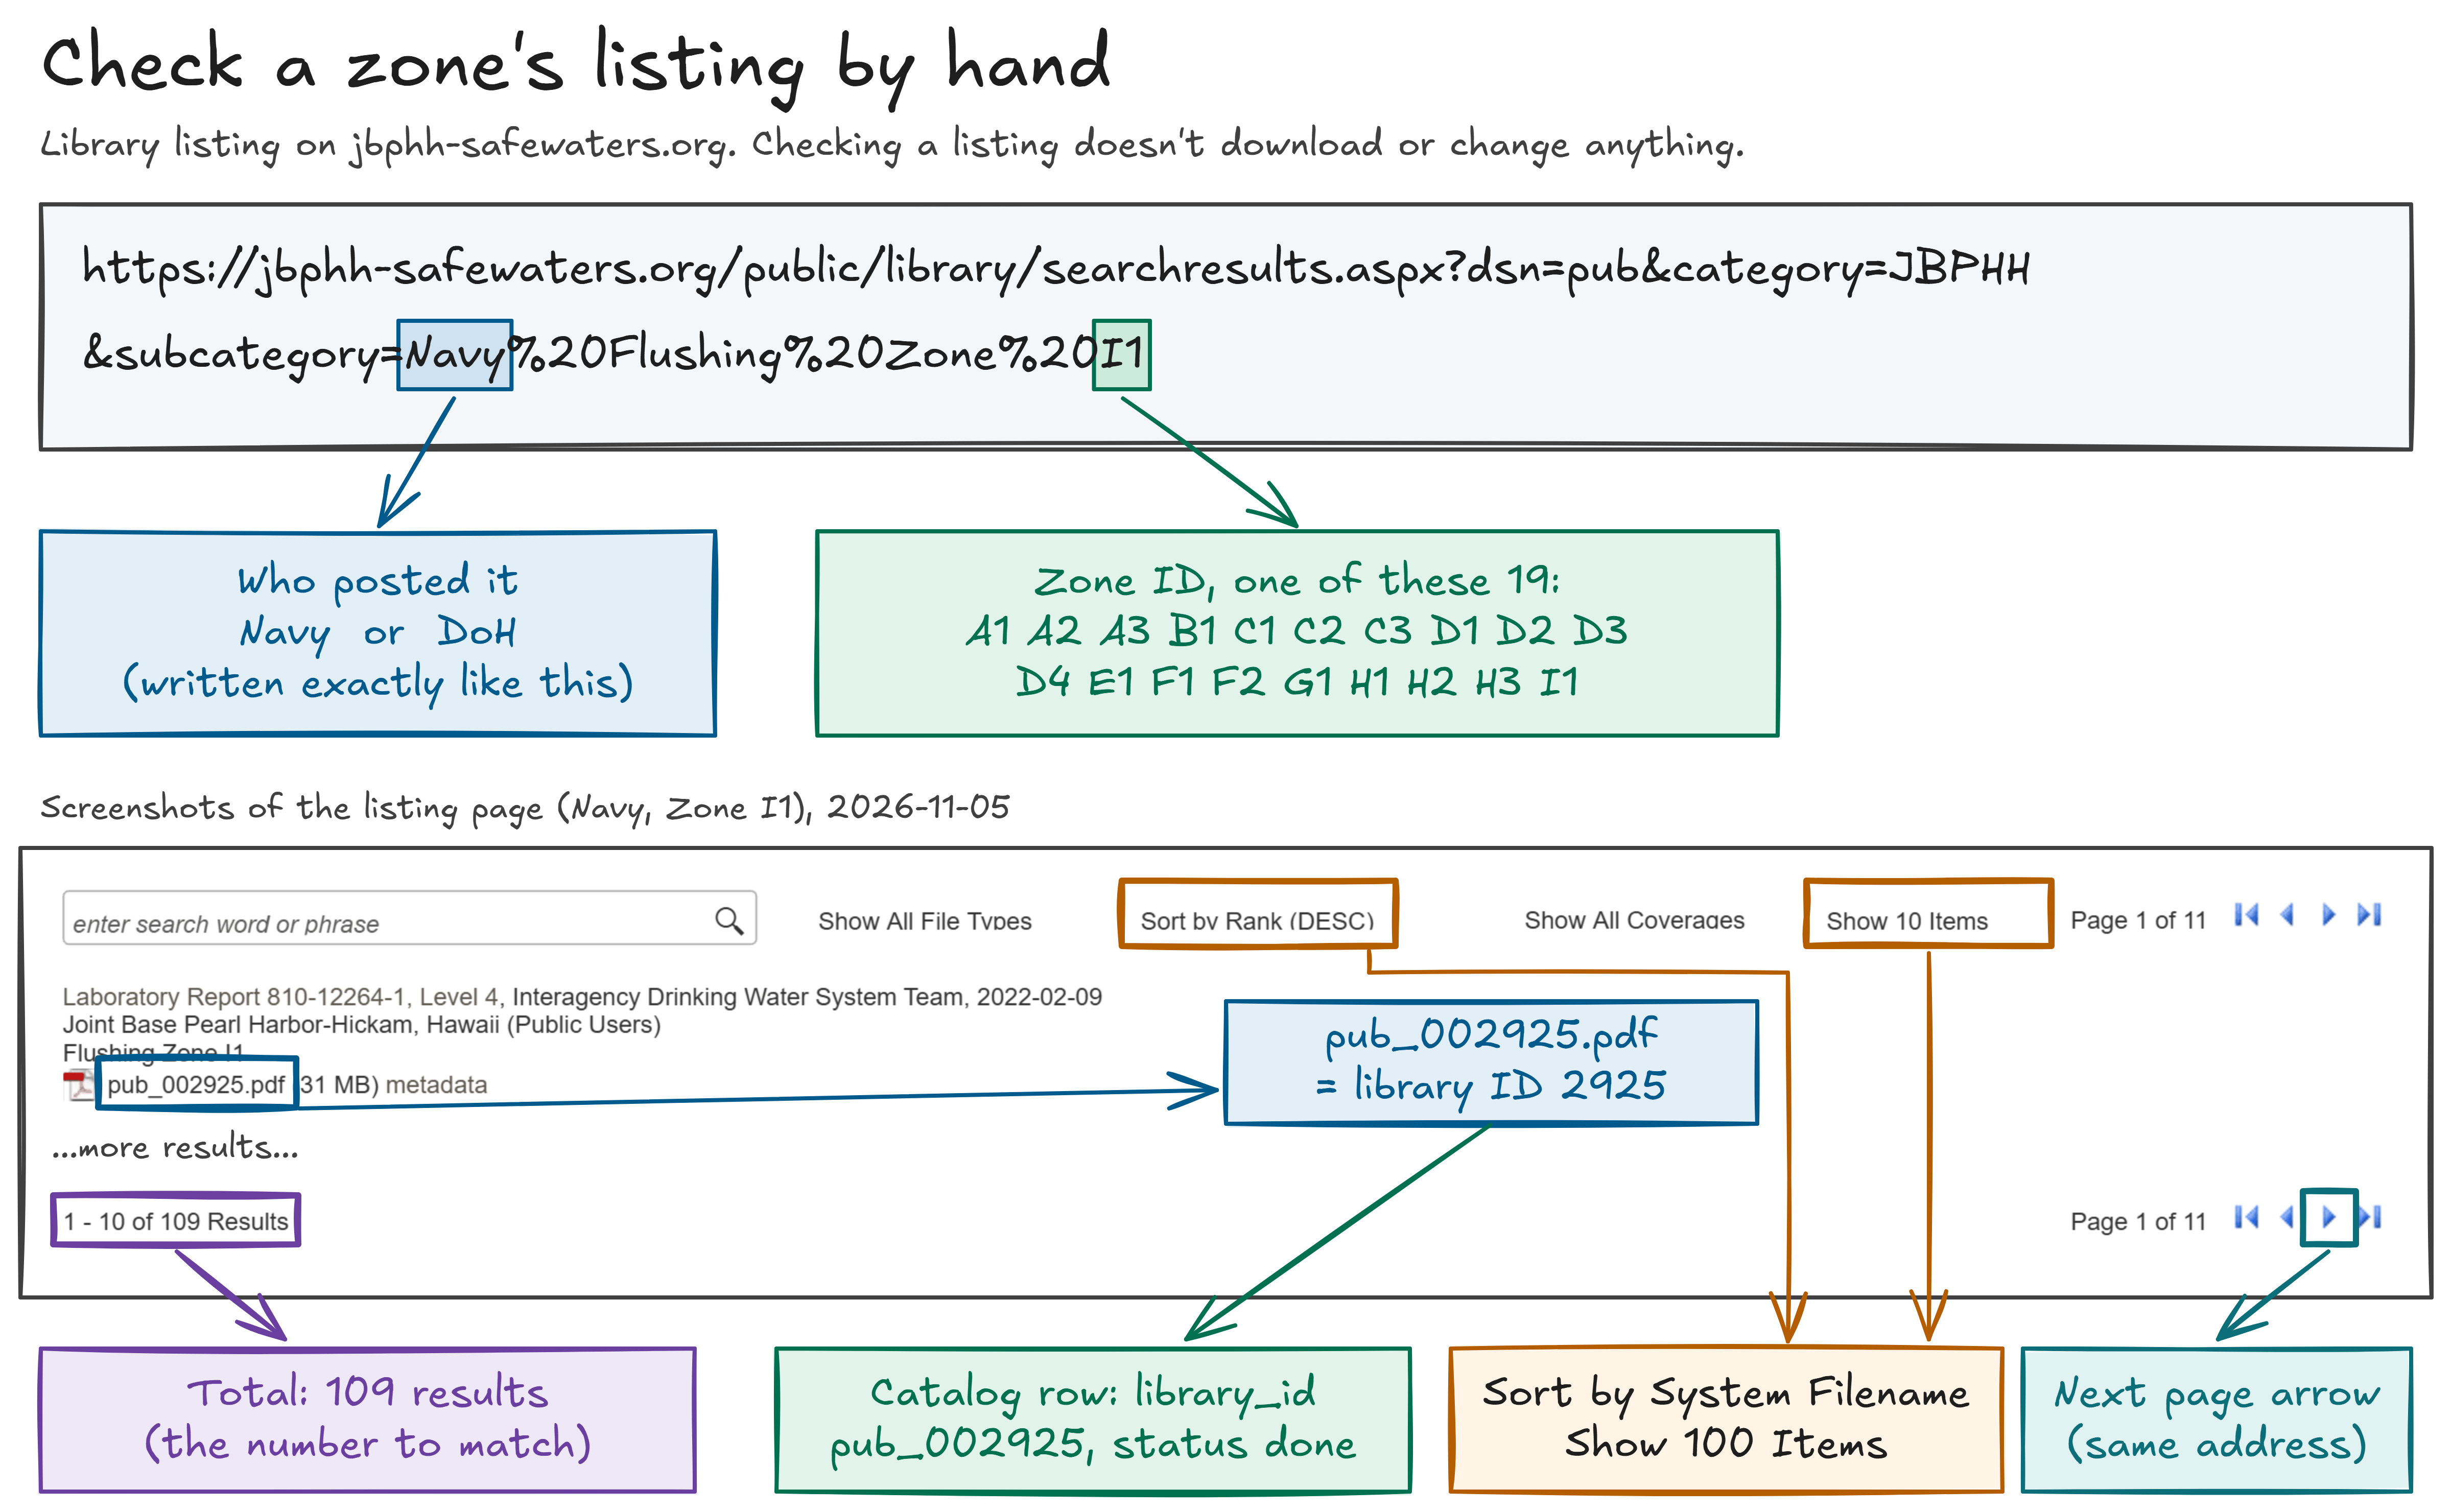 Check a zone's listing by hand
Library listing on jbphh-safewaters.org. Checking a listing doesn't download or change anything.
https://jbphh-safewaters.org/public/library/searchresults.aspx?dsn=pub&category=JBPHH
&subcategory=Navy%20Flushing%20Zone%20I1
Who posted it
Navy or DoH
(written exactly like this)
Zone ID, one of these 19:
A1 A2 A3 B1 C1 C2 C3 D1 D2 D3
D4 E1 F1 F2 G1 H1 H2 H3 I1
Screenshots of the listing page (Navy, Zone I1), 2026-11-05
enter search word or phrase
Show All File Types
Sort by Rank (DESC)
Show All Coverages
Show 10 Items
Page 1 of 11
Laboratory Report 810-12264-1, Level 4, Interagency Drinking Water System Team, 2022-02-09
Joint Base Pearl Harbor-Hickam, Hawaii (Public Users)
Flushing Zone I1
pub_002925.pdf (31 MB) metadata
pub_002925.pdf
= library ID 2925
...more results...
1 - 10 of 109 Results
Page 1 of 11
Total: 109 results
(the number to match)
Catalog row: library_id
pub_002925, status done
Sort by System Filename
Show 100 Items
Next page arrow
(same address)